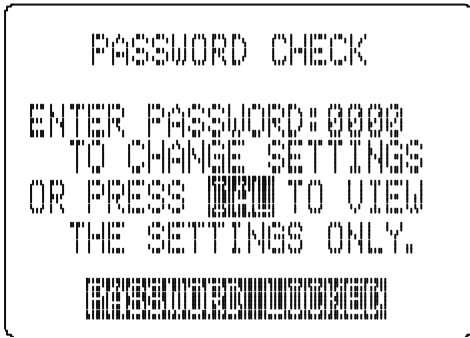 PASSWORD CHECK
ENTER PASSWORD:0000
TO CHANGE SETTINGS
OR PRESS TO VIEW
THE SETTINGS ONLY.